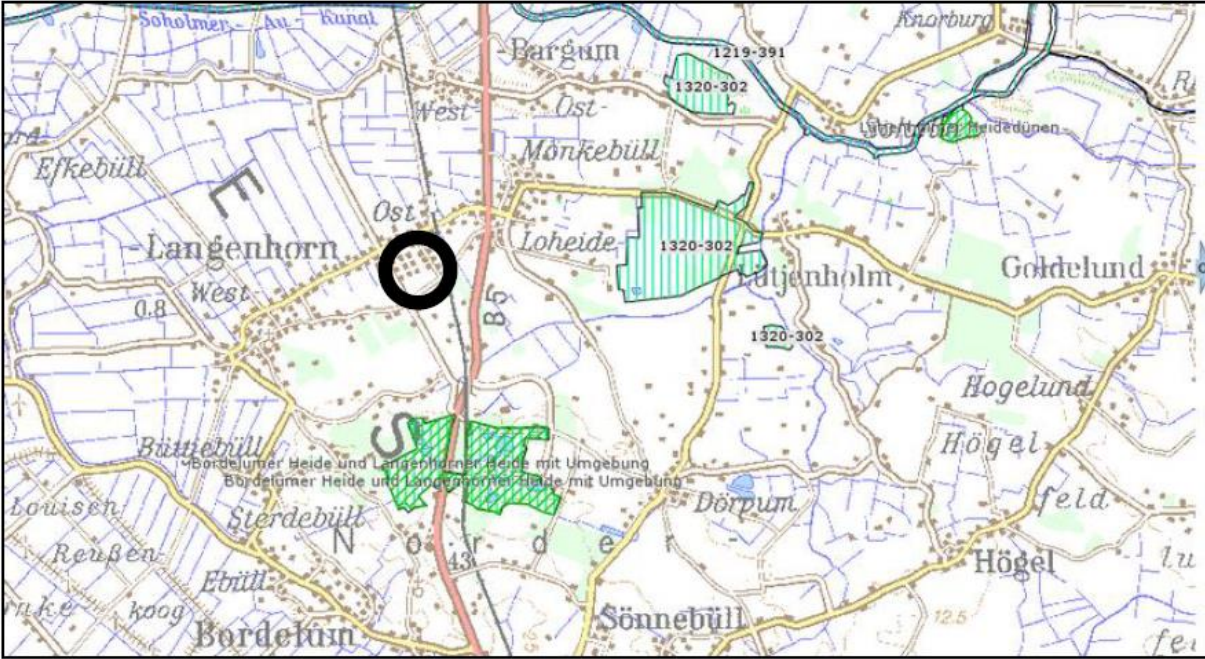 Soholmer - Au - Kanal
Knorburg
-Bargum
1219-391
1320-302
West-
Ost-
Mönkebüll
Efkebüll
E
Ost
-Langenhorn
Loheide
1320-302
Lütjenholm
Goldelund
West
0.8
B5
1320-302
Hogelund
S
Büttjebüll
Högel-
Bordelumer Heide und Langenhorner Heide mit Umgebung
Bordelumer Heide und Langenhorner Heide mit Umgebung
Louisen
Dörpum
feld
Sterdebüll
N o r d e r -
Reußen-
43
Högel
Ebüll
koog
Sönnebüll
12.5
Bordelum